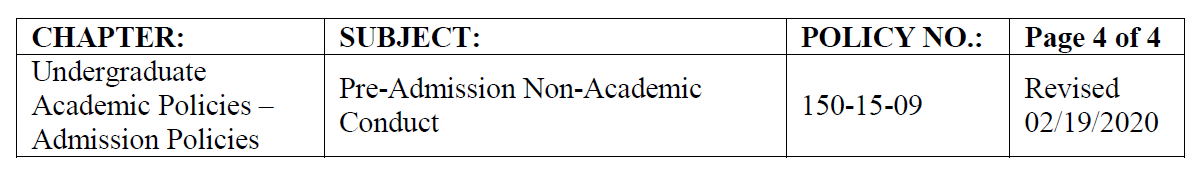 CHAPTER: SUBJECT: POLICY NO.: Page 4 of 4
Undergraduate
Academic Policies –
Admission Policies
Pre-Admission Non-Academic
Conduct
150-15-09
Revised
02/19/2020